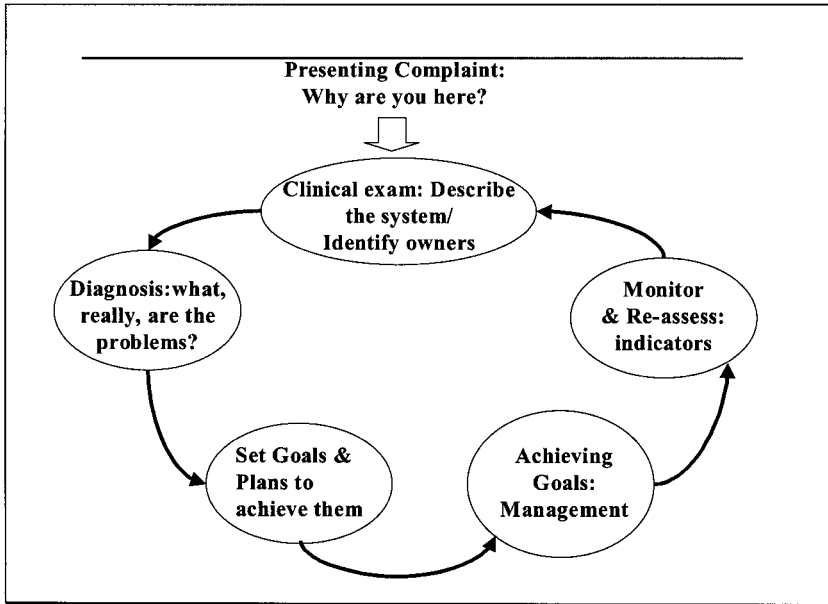 Presenting Complaint:
Why are you here?
Clinical exam: Describe
the system/
Identify owners
Diagnosis:what,
really, are the
problems?
Set Goals &
Plans to
achieve them
Achieving
Goals:
Management
Monitor
& Re-assess:
indicators